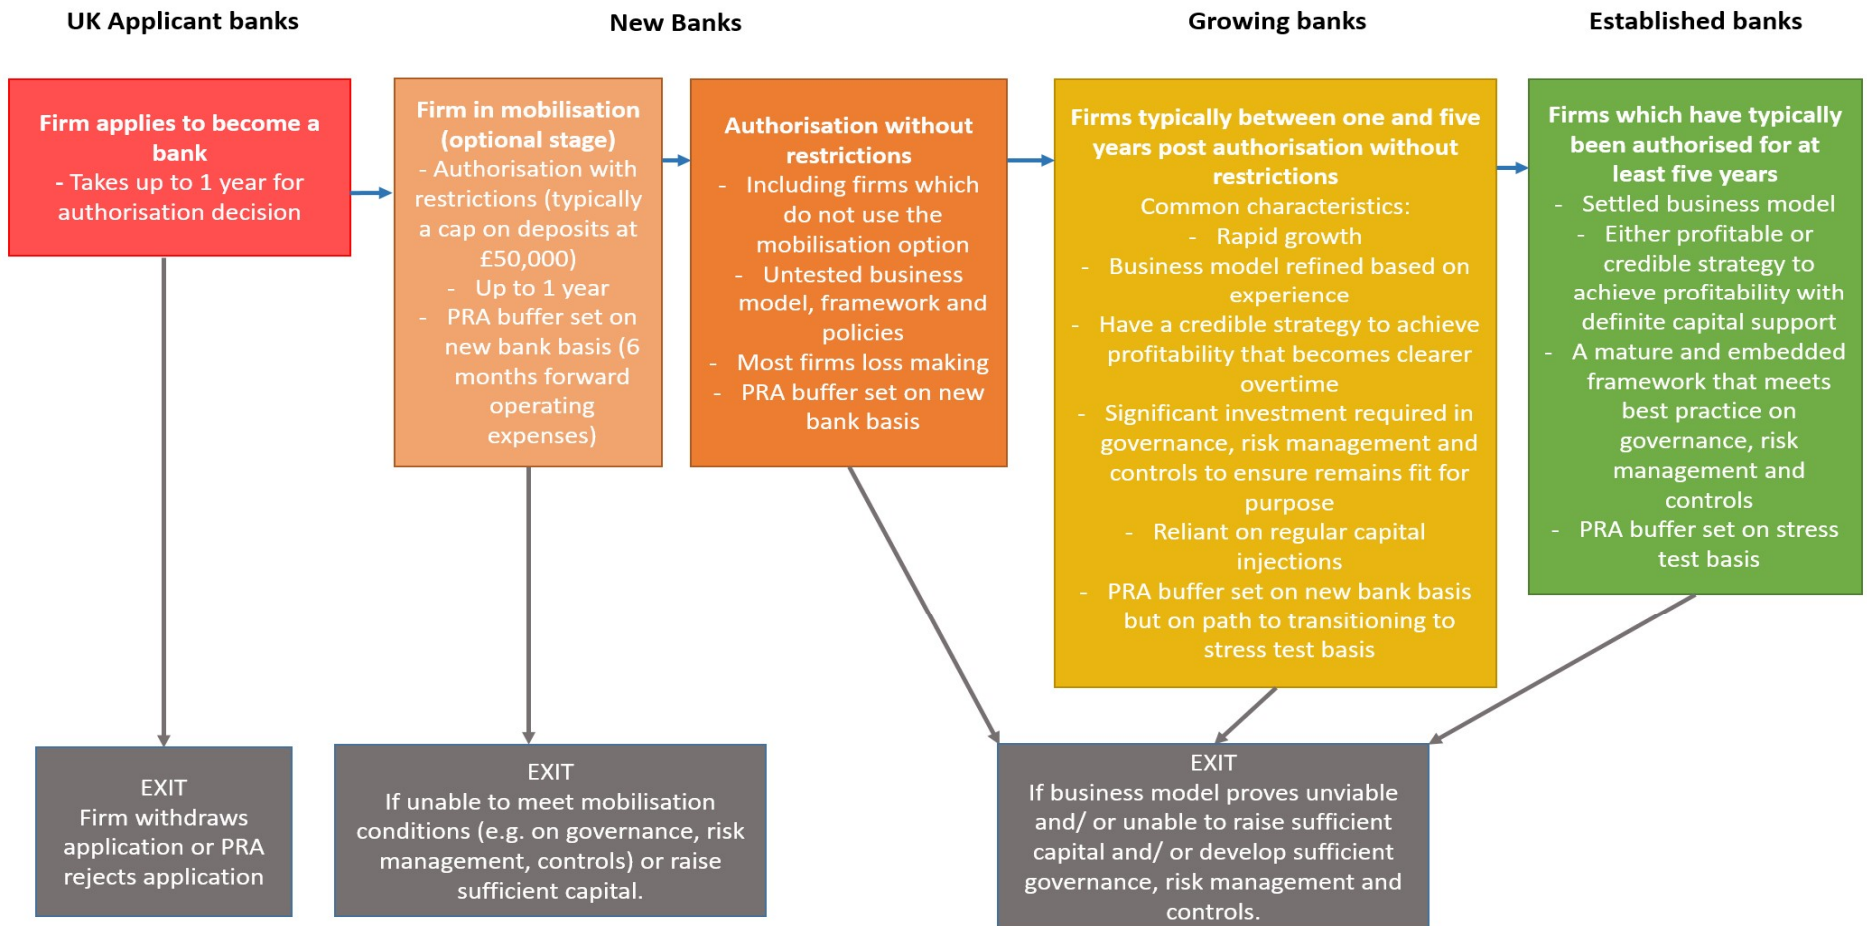 UK Applicant banks
New Banks
Growing banks
Established banks
Firm applies to become a
bank
- Takes up to 1 year for
authorisation decision
Firm in mobilisation
(optional stage)
- Authorisation with
restrictions (typically
a cap on deposits at
£50,000)
- Up to 1 year
- PRA buffer set on
new bank basis (6
months forward
operating
expenses)
Authorisation without
restrictions
- Including firms which
do not use the
mobilisation option
- Untested business
model, framework and
policies
- Most firms loss making
- PRA buffer set on new
bank basis
Firms typically between one and five
years post authorisation without
restrictions
Common characteristics:
- Rapid growth
- Business model refined based on
experience
- Have a credible strategy to achieve
profitability that becomes clearer
overtime
- Significant investment required in
governance, risk management and
controls to ensure remains fit for
purpose
- Reliant on regular capital
injections
- PRA buffer set on new bank basis
but on path to transitioning to
stress test basis
Firms which have typically
been authorised for at
least five years
- Settled business model
- Either profitable or
credible strategy to
achieve profitability with
definite capital support
- A mature and embedded
framework that meets
best practice on
governance, risk
management and
controls
- PRA buffer set on stress
test basis
EXIT
Firm withdraws
application or PRA
rejects application
EXIT
If unable to meet mobilisation
conditions (e.g. on governance, risk
management, controls) or raise
sufficient capital.
EXIT
If business model proves unviable
and/ or unable to raise sufficient
capital and/ or develop sufficient
governance, risk management and
controls.